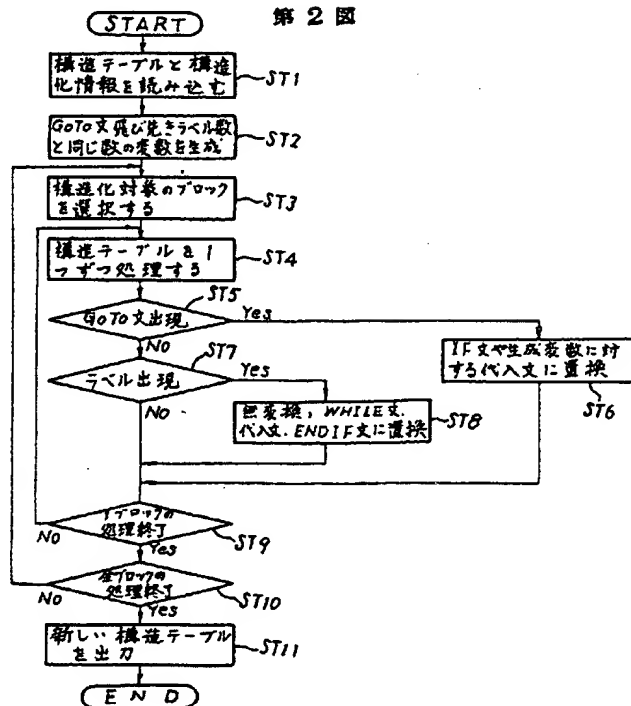 第 2 図
START
構造テーブルと構造
化情報を読み込む
ST1
GOTO文飛び先ラベル数
と同じ数の変数を生成
ST2
構造化対象のブロック
を選択する
ST3
構造テーブルを1
つずつ処理する
ST4
GOTO文出現
ST5
Yes
NO
IF文や生成変数に対
する代入文に置換
ST6
ラベル出現
ST7
Yes
NO
無変換, WHILE文,
代入文, ENDIF文に置換
ST8
1ブロックの
処理終了
ST9
No
Yes
全ブロックの
処理終了
ST10
No
Yes
新しい構造テーブル
を出力
ST11
END